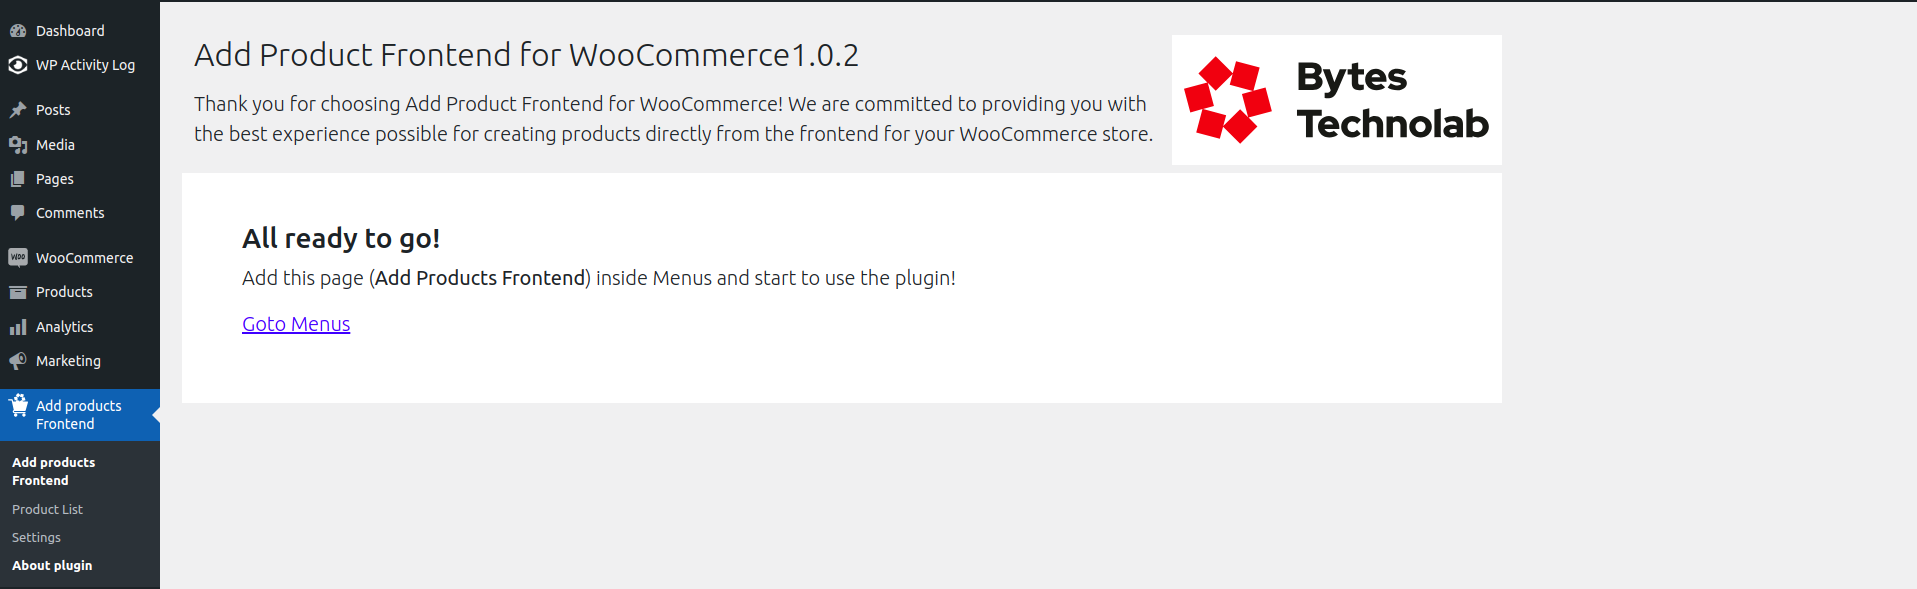 Dashboard
WP Activity Log
Posts
Media
Pages
Comments
WOO
WooCommerce
Products
Analytics
Marketing
Add products
Frontend
Add products
Frontend
Product List
Settings
About plugin
Add Product Frontend for WooCommerce1.0.2
Thank you for choosing Add Product Frontend for WooCommerce! We are committed to providing you with
the best experience possible for creating products directly from the frontend for your WooCommerce store.
Bytes
Technolab
All ready to go!
Add this page (Add Products Frontend) inside Menus and start to use the plugin!
Goto Menus